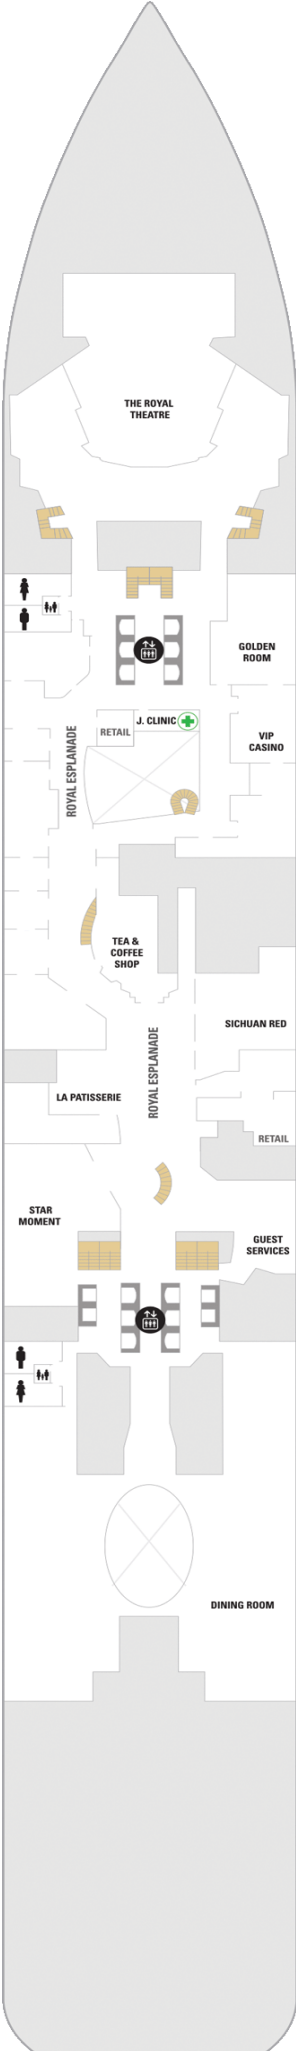 THE ROYAL
THEATRE
GOLDEN
ROOM
J. CLINIC
RETAIL
VIP
CASINO
ROYAL ESPLANADE
TEA &
COFFEE
SHOP
SICHUAN RED
ROYAL ESPLANADE
LA PATISSERIE
RETAIL
STAR
MOMENT
GUEST
SERVICES
DINING ROOM